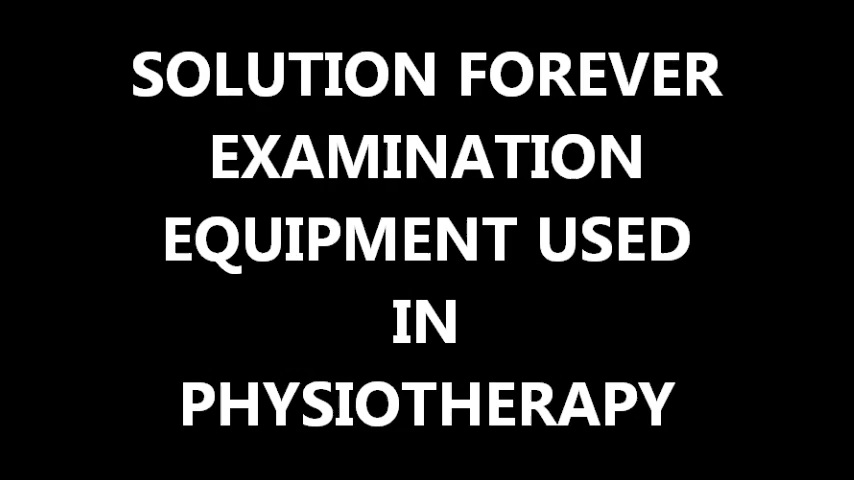 SOLUTION FOREVER
EXAMINATION
EQUIPMENT USED
IN
PHYSIOTHERAPY